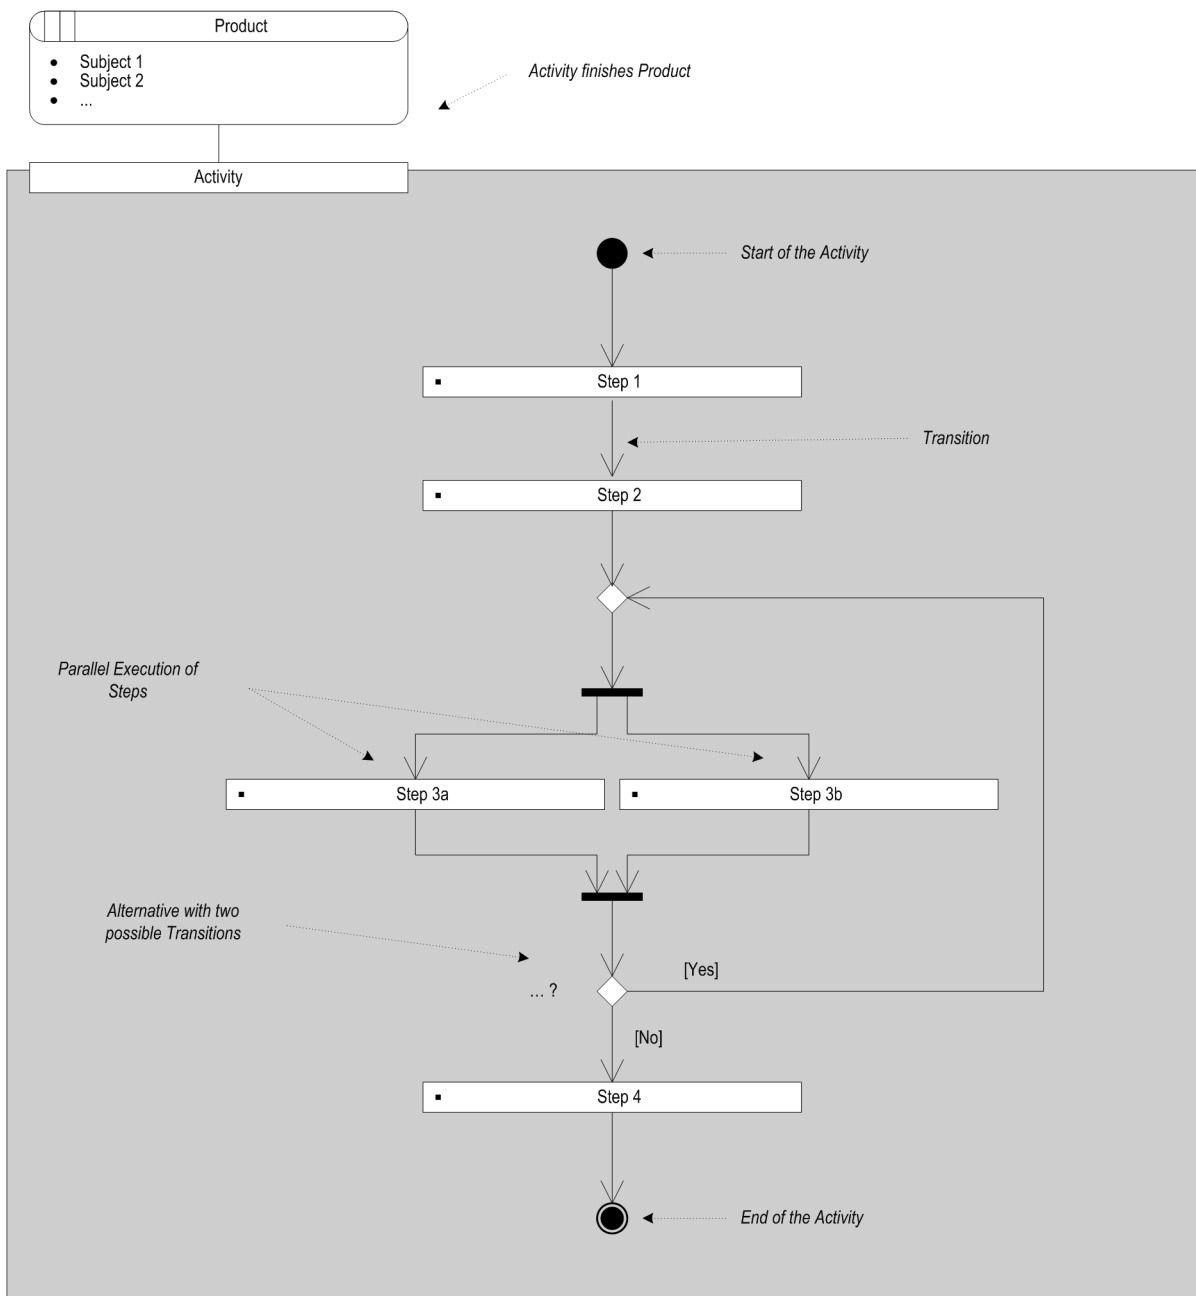 Product
• Subject 1
• Subject 2
• ...
Activity finishes Product
Activity
Start of the Activity
▪ Step 1
Transition
▪ Step 2
Parallel Execution of
Steps
▪ Step 3a
▪ Step 3b
Alternative with two
possible Transitions
[Yes]
... ?
[No]
▪ Step 4
End of the Activity